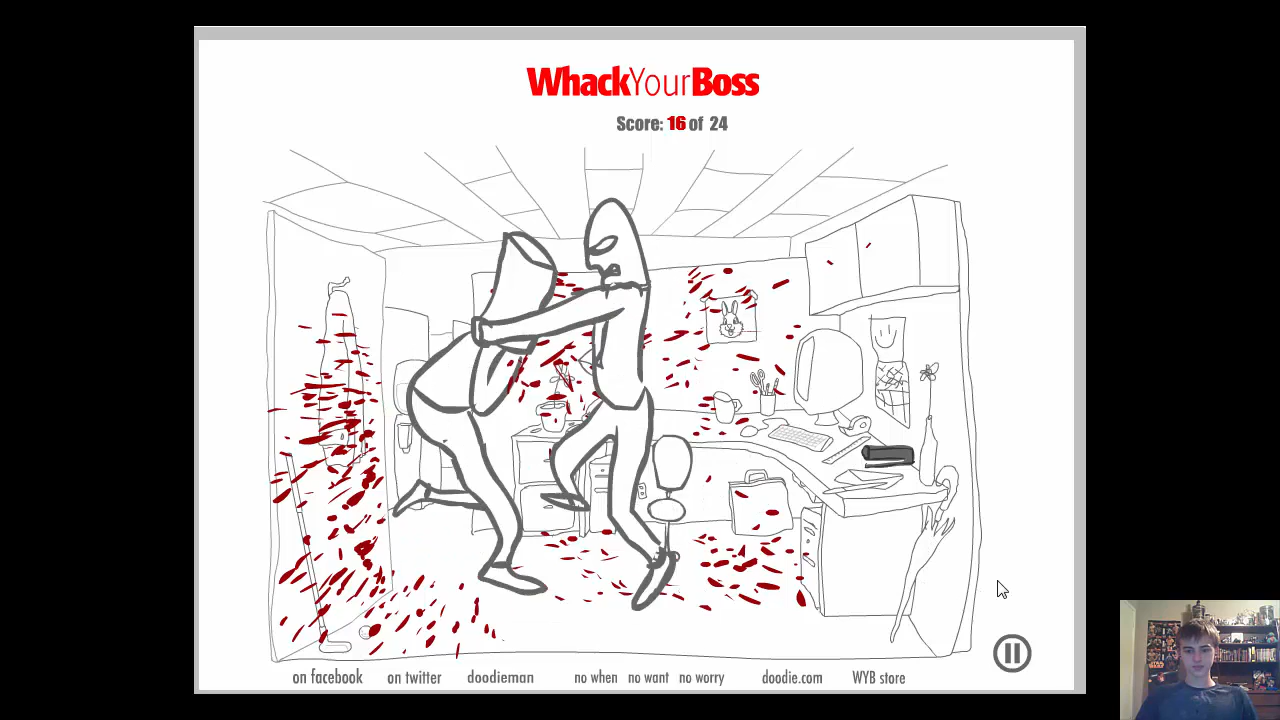 WhackYourBoss
Score: 16 of 24
on facebook on twitter doodieman no when no want no worry doodie.com WYB store